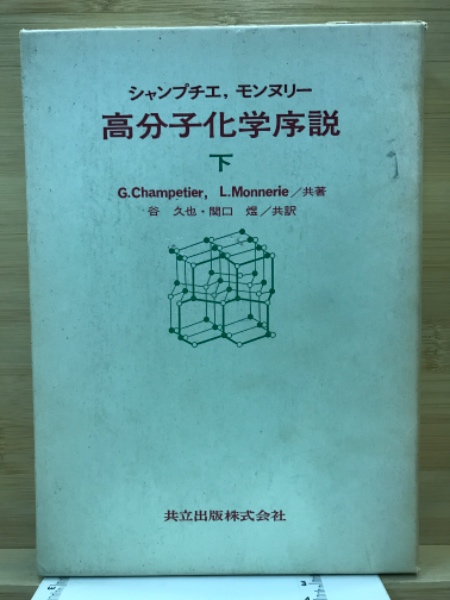 シャンプチエ, モンヌリー
高分子化学序説
下
G.Champetier, L.Monnerie/共著
谷 久也・関口 煜/共訳
共立出版株式会社